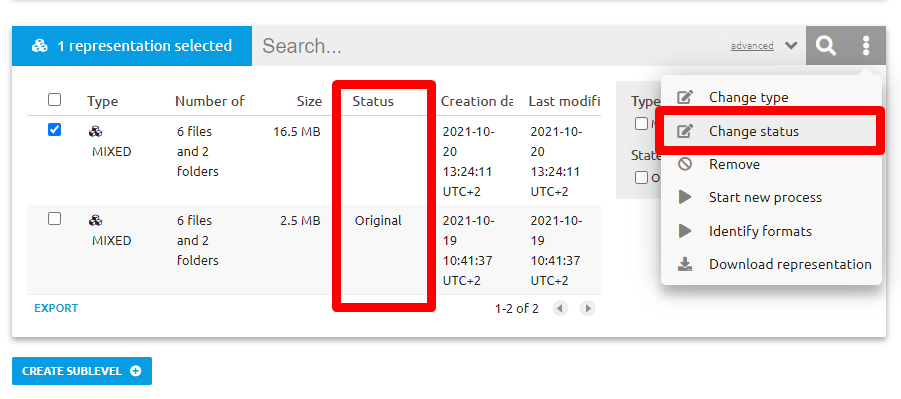 1 representation selected
Search...
advanced
Type
Number of
Size
Status
Creation da
Last modifi
MIXED
6 files
and 2
folders
16.5 MB
2021-10-
20
13:24:11
UTC+2
2021-10-
20
13:24:11
UTC+2
MIXED
6 files
and 2
folders
2.5 MB
Original
2021-10-
19
10:41:37
UTC+2
2021-10-
19
10:41:37
UTC+2
EXPORT
1-2 of 2
Type
State
Change type
Change status
Remove
Start new process
Identify formats
Download representation
CREATE SUBLEVEL